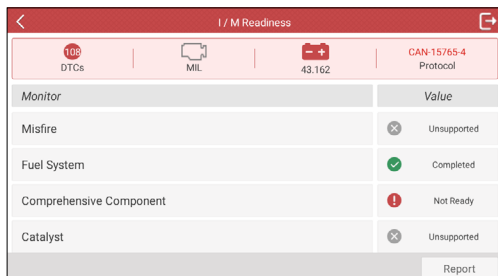 I / M Readiness
108
DTCs
MIL
43.162
CAN-15765-4
Protocol
Monitor Value
Misfire Unsupported
Fuel System Completed
Comprehensive Component Not Ready
Catalyst Unsupported
Report